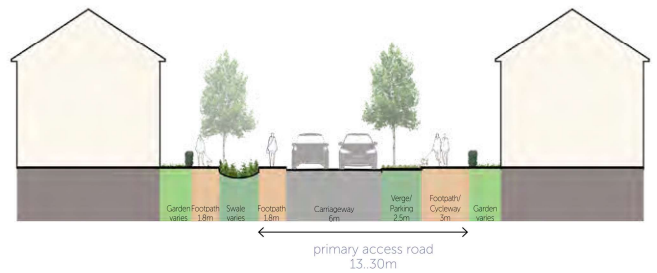 Garden varies
Footpath 1.8m
Swale varies
Footpath 1.8m
Carriageway 6m
Verge/ Parking 2.5m
Footpath/ Cycleway 3m
Garden varies
primary access road
13..30m